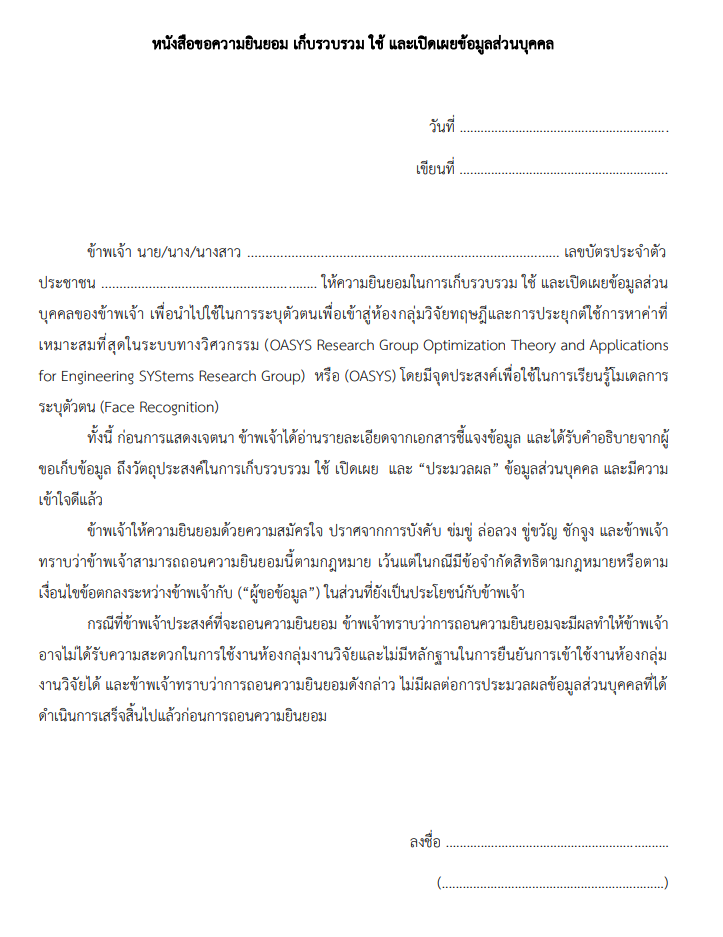 หนังสือขอความยินยอม เก็บรวบรวม ใช้ และเปิดเผยข้อมูลส่วนบุคคล
วันที่ ............................................................
เขียนที่ ............................................................
ข้าพเจ้า นาย/นาง/นางสาว ...................................................................................... เลขบัตรประจำตัว
ประชาชน ........................................................... ให้ความยินยอมในการเก็บรวบรวม ใช้ และเปิดเผยข้อมูลส่วน
บุคคลของข้าพเจ้า เพื่อนำไปใช้ในการระบุตัวตนเพื่อเข้าสู่ห้องกลุ่มวิจัยทฤษฎีและการประยุกต์ใช้การหาค่าที่
เหมาะสมที่สุดในระบบทางวิศวกรรม (OASYS Research Group Optimization Theory and Applications
for Engineering SYStems Research Group) หรือ (OASYS) โดยมีจุดประสงค์เพื่อใช้ในการเรียนรู้โมเดลการ
ระบุตัวตน (Face Recognition)
ทั้งนี้ ก่อนการแสดงเจตนา ข้าพเจ้าได้อ่านรายละเอียดจากเอกสารชี้แจงข้อมูล และได้รับคำอธิบายจากผู้
ขอเก็บข้อมูล ถึงวัตถุประสงค์ในการเก็บรวบรวม ใช้ เปิดเผย และ “ประมวลผล” ข้อมูลส่วนบุคคล และมีความ
เข้าใจดีแล้ว
ข้าพเจ้าให้ความยินยอมด้วยความสมัครใจ ปราศจากการบังคับ ข่มขู่ ล่อลวง ขู่ขวัญ ชักจูง และข้าพเจ้า
ทราบว่าข้าพเจ้าสามารถถอนความยินยอมนี้ตามกฎหมาย เว้นแต่ในกณีมีข้อจำกัดสิทธิตามกฎหมายหรือตาม
เงื่อนไขข้อตกลงระหว่างข้าพเจ้ากับ (“ผู้ขอข้อมูล”) ในส่วนที่ยังเป็นประโยชน์กับข้าพเจ้า
กรณีที่ข้าพเจ้าประสงค์ที่จะถอนความยินยอม ข้าพเจ้าทราบว่าการถอนความยินยอมจะมีผลทำให้ข้าพเจ้า
อาจไม่ได้รับความสะดวกในการใช้งานห้องกลุ่มงานวิจัยและไม่มีหลักฐานในการยืนยันการเข้าใช้งานห้องกลุ่ม
งานวิจัยได้ และข้าพเจ้าทราบว่าการถอนความยินยอมดังกล่าว ไม่มีผลต่อการประมวลผลข้อมูลส่วนบุคคลที่ได้
ดำเนินการเสร็จสิ้นไปแล้วก่อนการถอนความยินยอม
ลงชื่อ ................................................................
(................................................................)